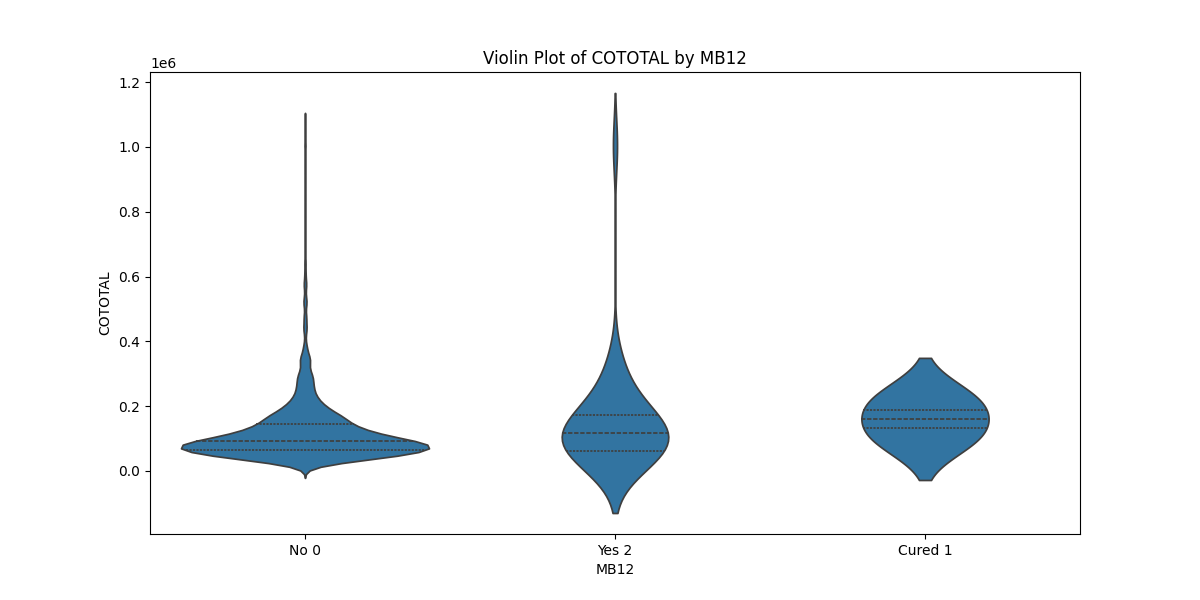 Violin Plot of COTOTAL by MB12
1e6
1.2
1.0
0.8
0.6
0.4
0.2
0.0
COTOTAL
No 0 Yes 2 Cured 1
MB12